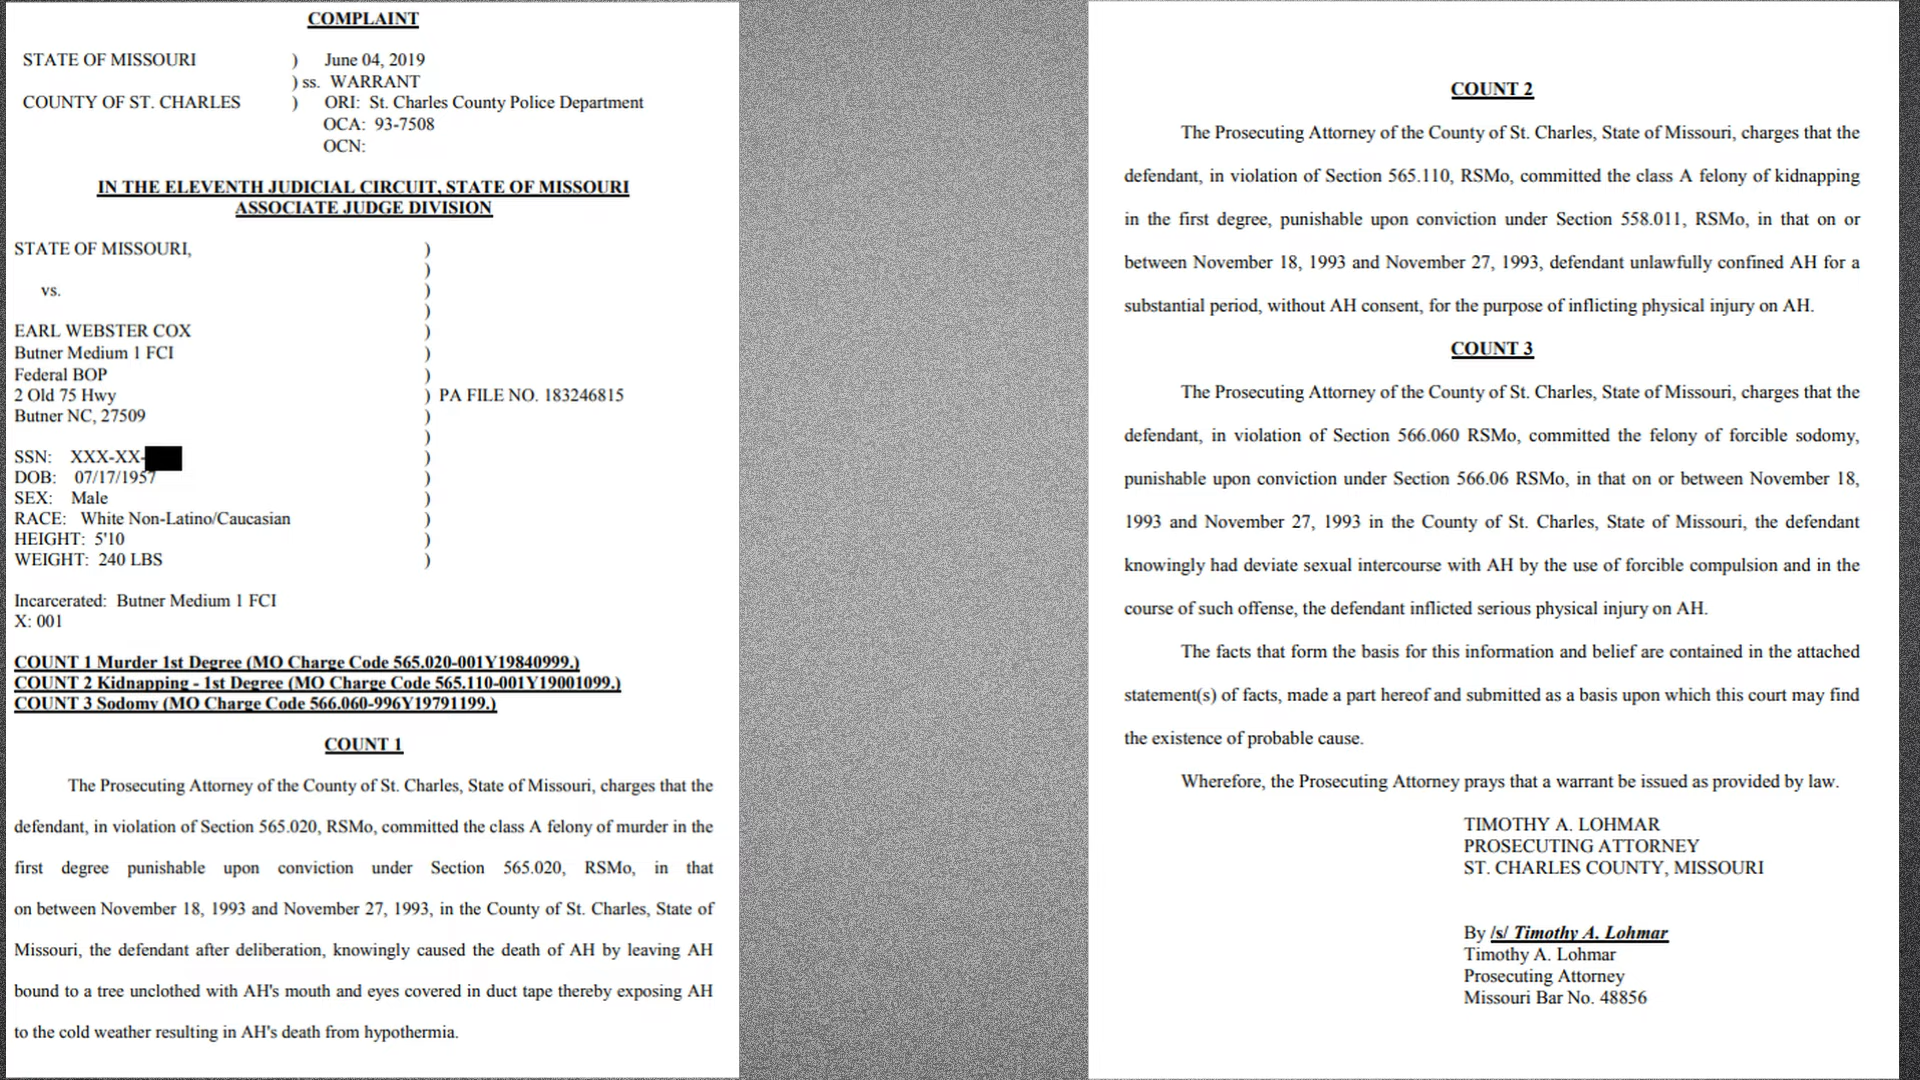 COMPLAINT
STATE OF MISSOURI ) June 04, 2019
) ss. WARRANT
COUNTY OF ST. CHARLES ) ORI: St. Charles County Police Department
OCA: 93-7508
OCN:
IN THE ELEVENTH JUDICIAL CIRCUIT, STATE OF MISSOURI
ASSOCIATE JUDGE DIVISION
STATE OF MISSOURI, )
)
vs. )
)
EARL WEBSTER COX )
Butner Medium 1 FCI )
Federal BOP )
2 Old 75 Hwy ) PA FILE NO. 183246815
Butner NC, 27509 )
)
SSN: XXX-XX- )
DOB: 07/17/1957 )
SEX: Male )
RACE: White Non-Latino/Caucasian )
HEIGHT: 5'10 )
WEIGHT: 240 LBS )
Incarcerated: Butner Medium 1 FCI
X: 001
COUNT 1 Murder 1st Degree (MO Charge Code 565.020-001Y19840999.)
COUNT 2 Kidnapping - 1st Degree (MO Charge Code 565.110-001Y19001099.)
COUNT 3 Sodomy (MO Charge Code 566.060-996Y19791199.)
COUNT 1
The Prosecuting Attorney of the County of St. Charles, State of Missouri, charges that the
defendant, in violation of Section 565.020, RSMo, committed the class A felony of murder in the
first degree punishable upon conviction under Section 565.020, RSMo, in that
on between November 18, 1993 and November 27, 1993, in the County of St. Charles, State of
Missouri, the defendant after deliberation, knowingly caused the death of AH by leaving AH
bound to a tree unclothed with AH's mouth and eyes covered in duct tape thereby exposing AH
to the cold weather resulting in AH's death from hypothermia.
COUNT 2
The Prosecuting Attorney of the County of St. Charles, State of Missouri, charges that the
defendant, in violation of Section 565.110, RSMo, committed the class A felony of kidnapping
in the first degree, punishable upon conviction under Section 558.011, RSMo, in that on or
between November 18, 1993 and November 27, 1993, defendant unlawfully confined AH for a
substantial period, without AH consent, for the purpose of inflicting physical injury on AH.
COUNT 3
The Prosecuting Attorney of the County of St. Charles, State of Missouri, charges that the
defendant, in violation of Section 566.060 RSMo, committed the felony of forcible sodomy,
punishable upon conviction under Section 566.06 RSMo, in that on or between November 18,
1993 and November 27, 1993 in the County of St. Charles, State of Missouri, the defendant
knowingly had deviate sexual intercourse with AH by the use of forcible compulsion and in the
course of such offense, the defendant inflicted serious physical injury on AH.
The facts that form the basis for this information and belief are contained in the attached
statement(s) of facts, made a part hereof and submitted as a basis upon which this court may find
the existence of probable cause.
Wherefore, the Prosecuting Attorney prays that a warrant be issued as provided by law.
TIMOTHY A. LOHMAR
PROSECUTING ATTORNEY
ST. CHARLES COUNTY, MISSOURI
By /s/ Timothy A. Lohmar
Timothy A. Lohmar
Prosecuting Attorney
Missouri Bar No. 48856